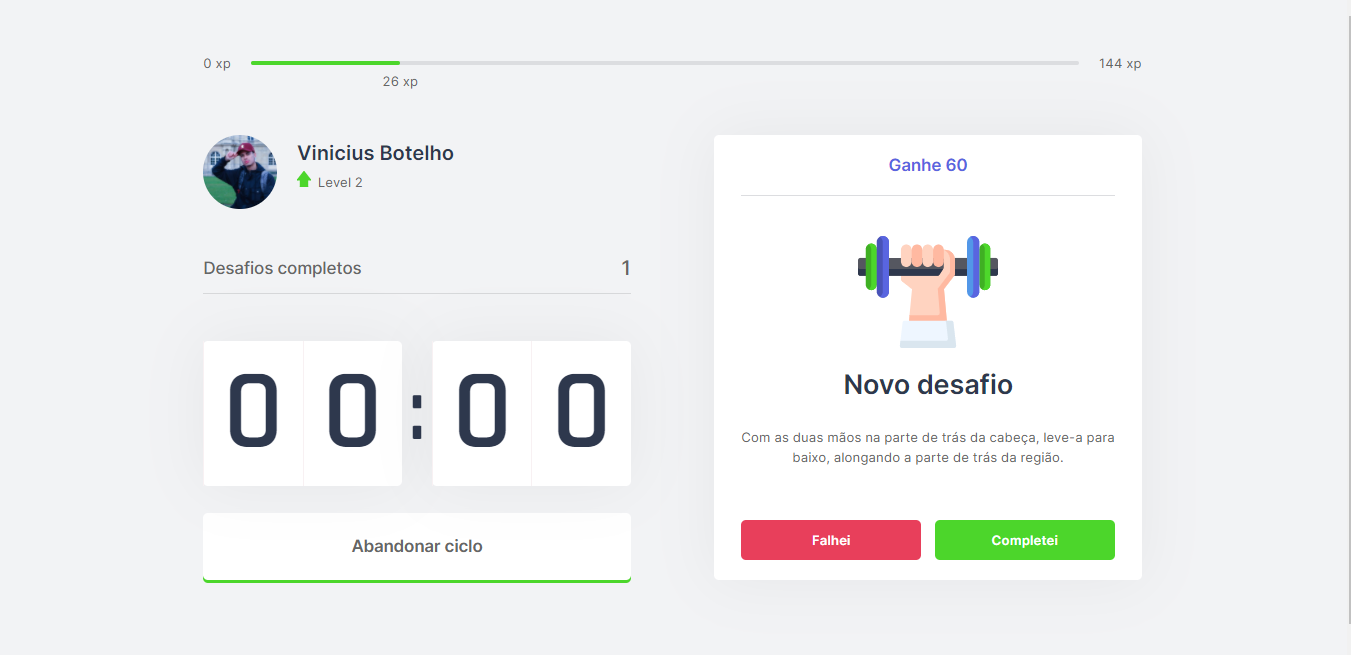 0 xp
144 xp
26 xp
Vinicius Botelho
Level 2
Desafios completos 1
00:00
Abandonar ciclo
Ganhe 60
Novo desafio
Com as duas mãos na parte de trás da cabeça, leve-a para
baixo, alongando a parte de trás da região.
Falhei
Completei